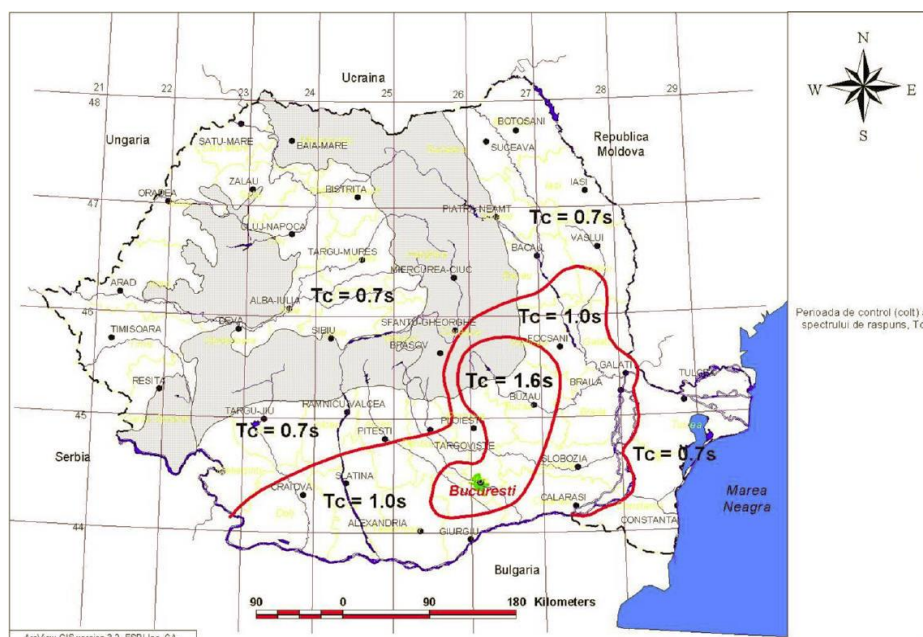 N
W E
S
Ucraina
21 22 23 24 25 26 27 28 29
48
Ungaria
Republica
Moldova
BOTOSANI
SATU-MARE
BAIA-MARE
SUCEAVA
ZALAU
ORADEA
BISTRITA
IASI
47
PIATRA-NEAMT
Tc = 0.7s
CLUJ-NAPOCA
BACAU
VASLUI
TARGU-MURES
MIERCUREA-CIUC
ARAD
Tc = 0.7s
ALBA-IULIA
46
TIMISOARA
DEVA
SIBIU
SFANTU-GHEORGHE
Tc = 1.0s
Perioada de control (colt) a
spectrului de raspuns, Tc
BRASOV
FOCSANI
RESITA
GALATI
TULCEA
Tc = 1.6s
BRAILA
BUZAU
45
RAMNICU-VALCEA
TARGU-JIU
Tc = 0.7s
PITESTI
PLOIESTI
TARGOVISTE
Tc = 0.7s
Serbia
SLOBOZIA
SLATINA
CRAIOVA
Tc = 1.0s
Bucuresti
CALARASI
Marea
Neagra
44
ALEXANDRIA
GIURGIU
CONSTANTA
Bulgaria
90 0 90 180 Kilometers